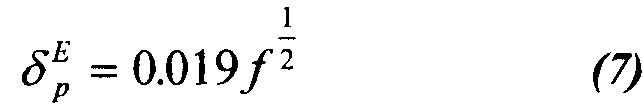 δ_p^E = 0.019 f^{1/2} (7)